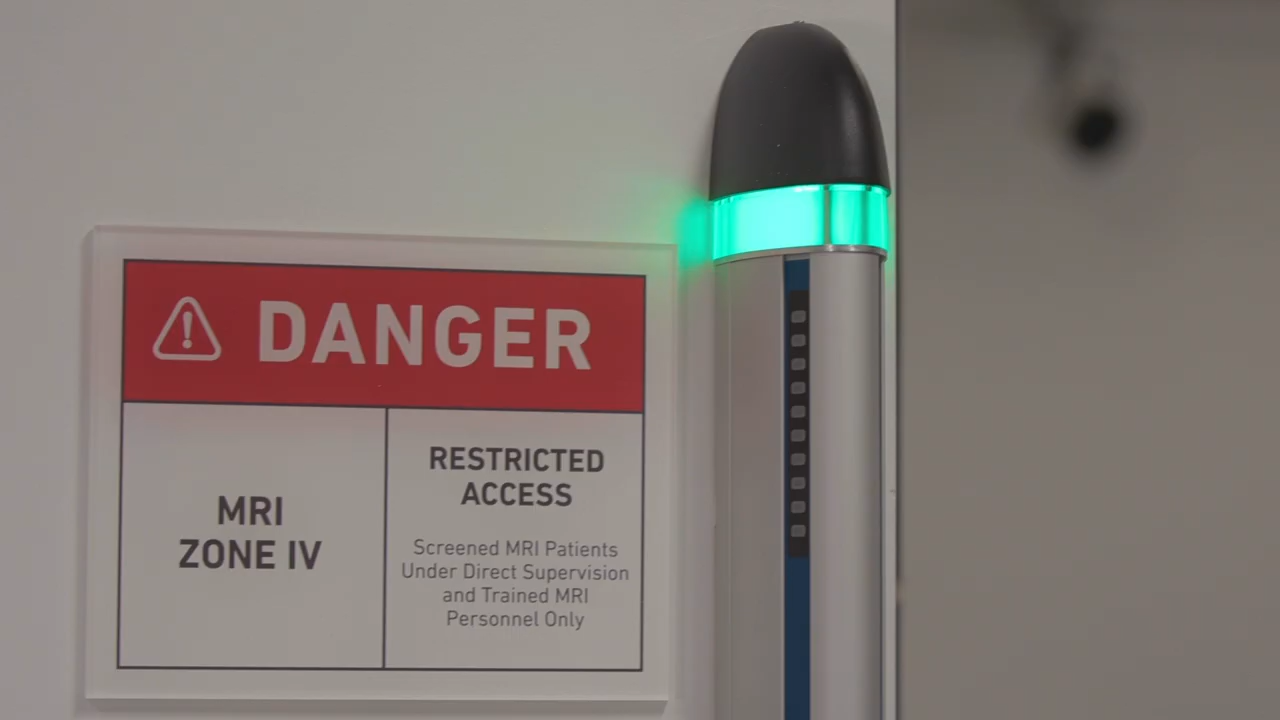 DANGER
MRI
ZONE IV
RESTRICTED
ACCESS
Screened MRI Patients
Under Direct Supervision
and Trained MRI
Personnel Only